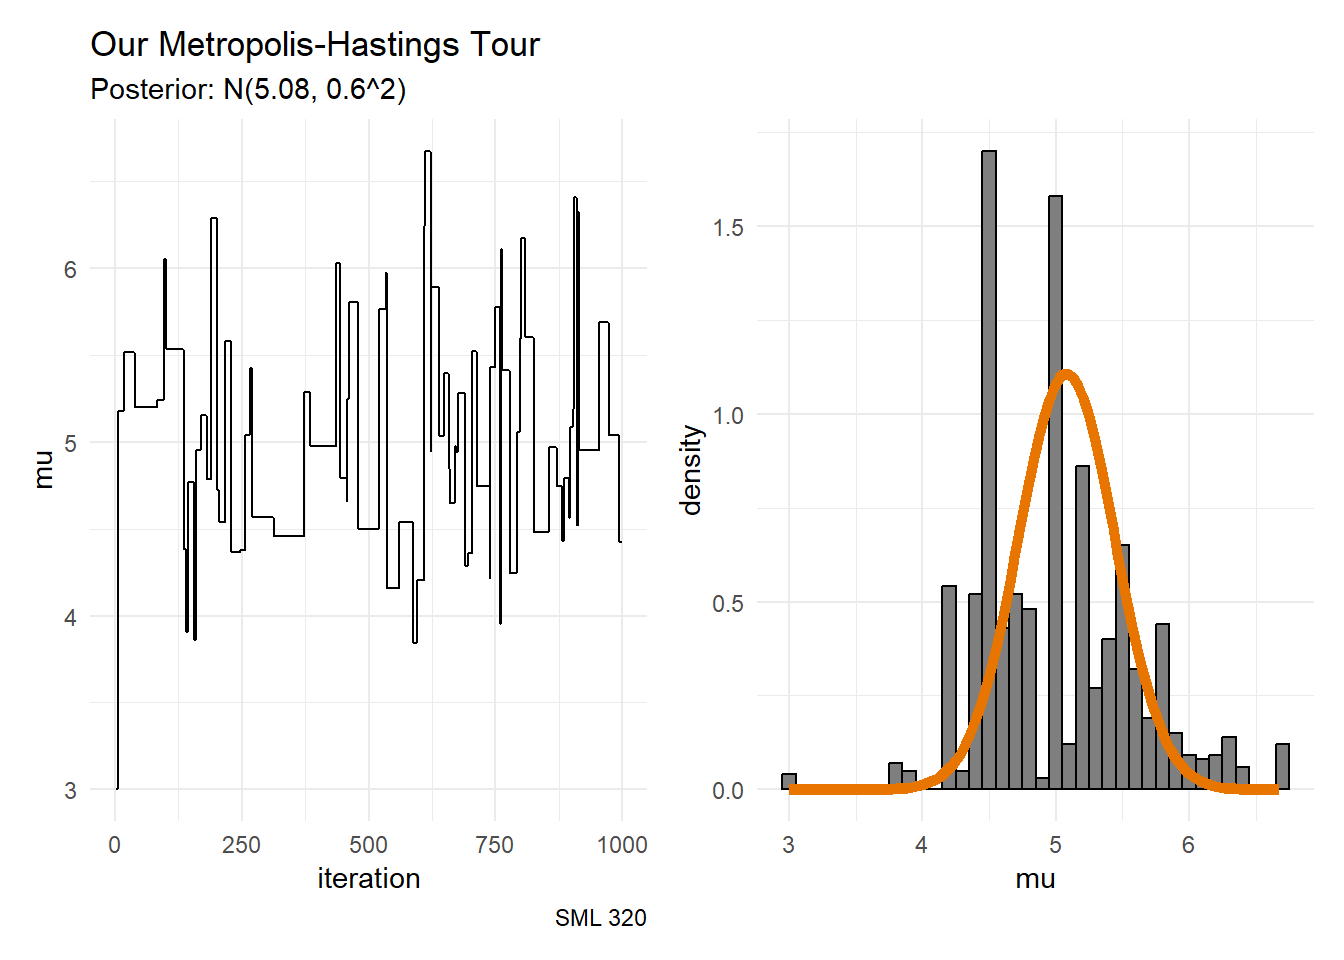 Our Metropolis-Hastings Tour
Posterior: N(5.08, 0.6^2)
mu
6
5
4
3
0 250 500 750 1000
iteration
SML 320
density
1.5
1.0
0.5
0.0
3 4 5 6
mu